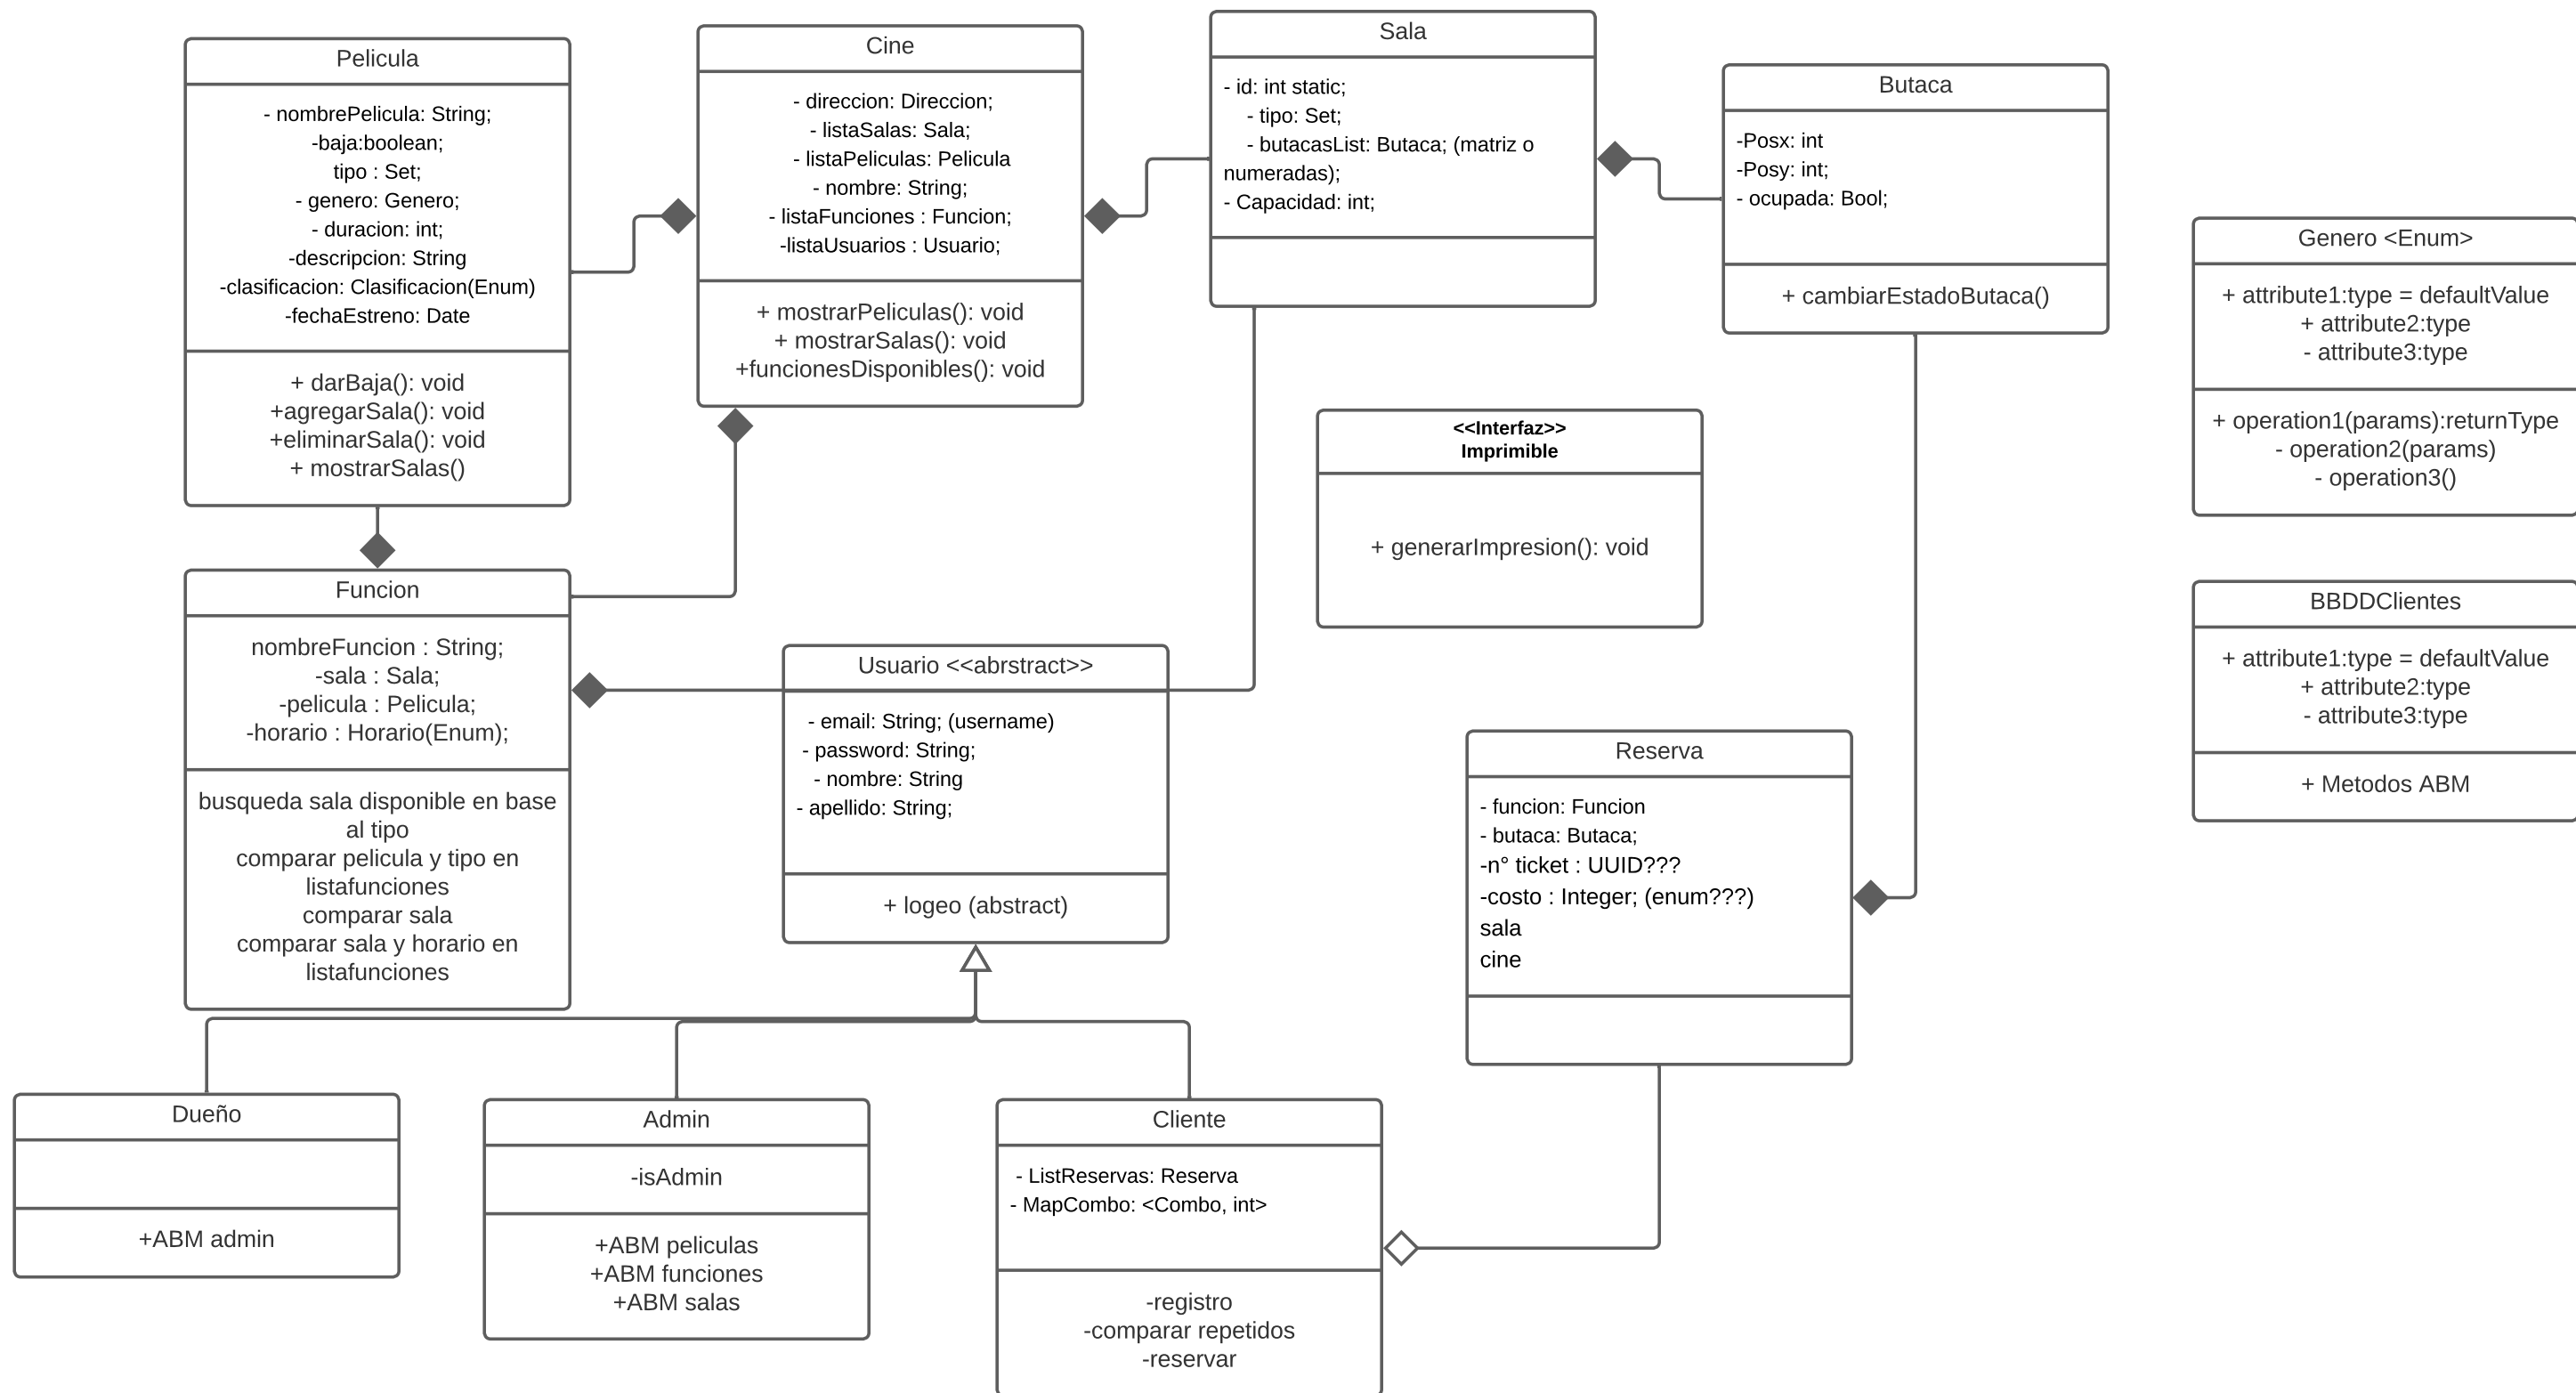 Pelicula
- nombrePelicula: String;
-baja:boolean;
tipo : Set;
- genero: Genero;
- duracion: int;
-descripcion: String
-clasificacion: Clasificacion(Enum)
-fechaEstreno: Date
+ darBaja(): void
+agregarSala(): void
+eliminarSala(): void
+ mostrarSalas()
Cine
- direccion: Direccion;
- listaSalas: Sala;
- listaPeliculas: Pelicula
- nombre: String;
- listaFunciones : Funcion;
-listaUsuarios : Usuario;
+ mostrarPeliculas(): void
+ mostrarSalas(): void
+funcionesDisponibles(): void
Sala
- id: int static;
- tipo: Set;
- butacasList: Butaca; (matriz o
numeradas);
- Capacidad: int;
Butaca
-Posx: int
-Posy: int;
- ocupada: Bool;
+ cambiarEstadoButaca()
Genero <Enum>
+ attribute1:type = defaultValue
+ attribute2:type
- attribute3:type
+ operation1(params):returnType
- operation2(params)
- operation3()
<<Interfaz>>
Imprimible
+ generarImpresion(): void
Funcion
nombreFuncion : String;
-sala : Sala;
-pelicula : Pelicula;
-horario : Horario(Enum);
busqueda sala disponible en base
al tipo
comparar pelicula y tipo en
listafunciones
comparar sala
comparar sala y horario en
listafunciones
Usuario <<abrstract>>
- email: String; (username)
- password: String;
- nombre: String
- apellido: String;
+ logeo (abstract)
BBDDClientes
+ attribute1:type = defaultValue
+ attribute2:type
- attribute3:type
+ Metodos ABM
Reserva
- funcion: Funcion
- butaca: Butaca;
-n° ticket : UUID???
-costo : Integer; (enum???)
sala
cine
Dueño
+ABM admin
Admin
-isAdmin
+ABM peliculas
+ABM funciones
+ABM salas
Cliente
- ListReservas: Reserva
- MapCombo: <Combo, int>
-registro
-comparar repetidos
-reservar